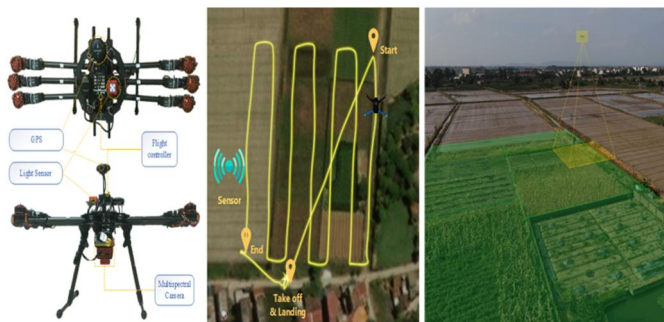 GPS
Flight
controller
Light Sensor
Multispectral
Camera
Start
Sensor
End
Take off
& Landing